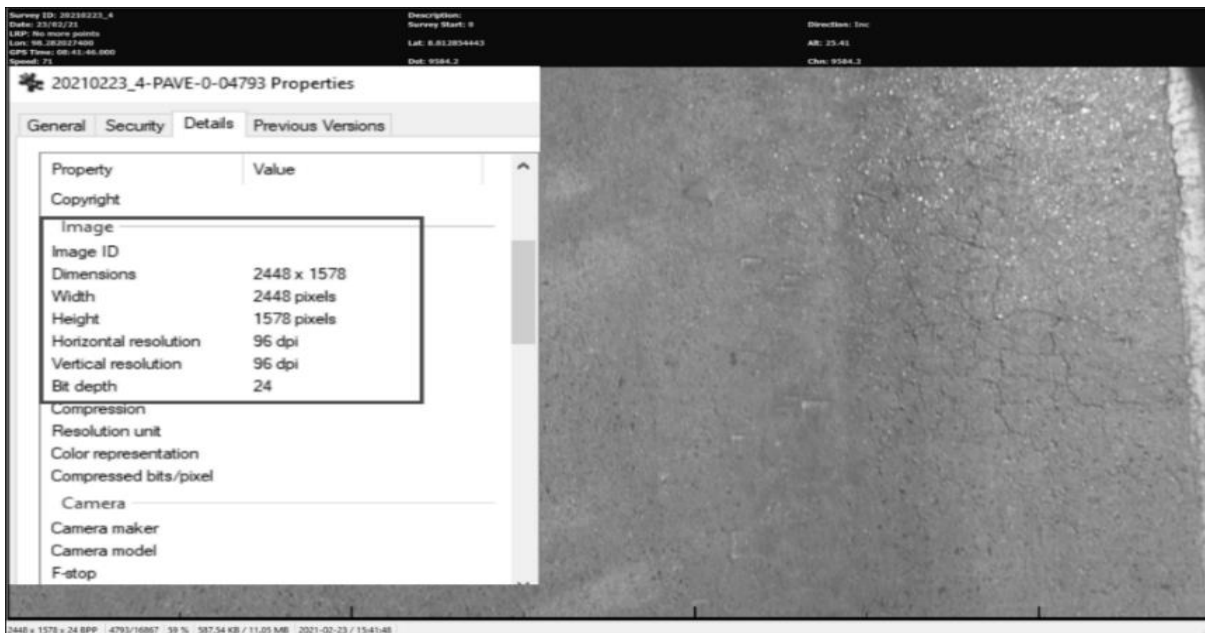 Survey ID: 20210223_4
Description:
Date: 23/02/21
Survey Start: 0
Direction: Inc
LRP: No more points
Lon: 98.282027400
Lat: 8.012854443
Alt: 25.41
GPS Time: 08:41:46.000
Speed: 71
Dst: 9584.2
Chn: 9584.2
20210223_4-PAVE-0-04793 Properties
General Security Details Previous Versions
Property Value
Copyright
Image
Image ID
Dimensions 2448 x 1578
Width 2448 pixels
Height 1578 pixels
Horizontal resolution 96 dpi
Vertical resolution 96 dpi
Bit depth 24
Compression
Resolution unit
Color representation
Compressed bits/pixel
Camera
Camera maker
Camera model
F-stop
2448 x 1578 x 24 BPP 4793/16867 59 % 587.54 KB / 11.05 MB 2021-02-23 / 15:41:48